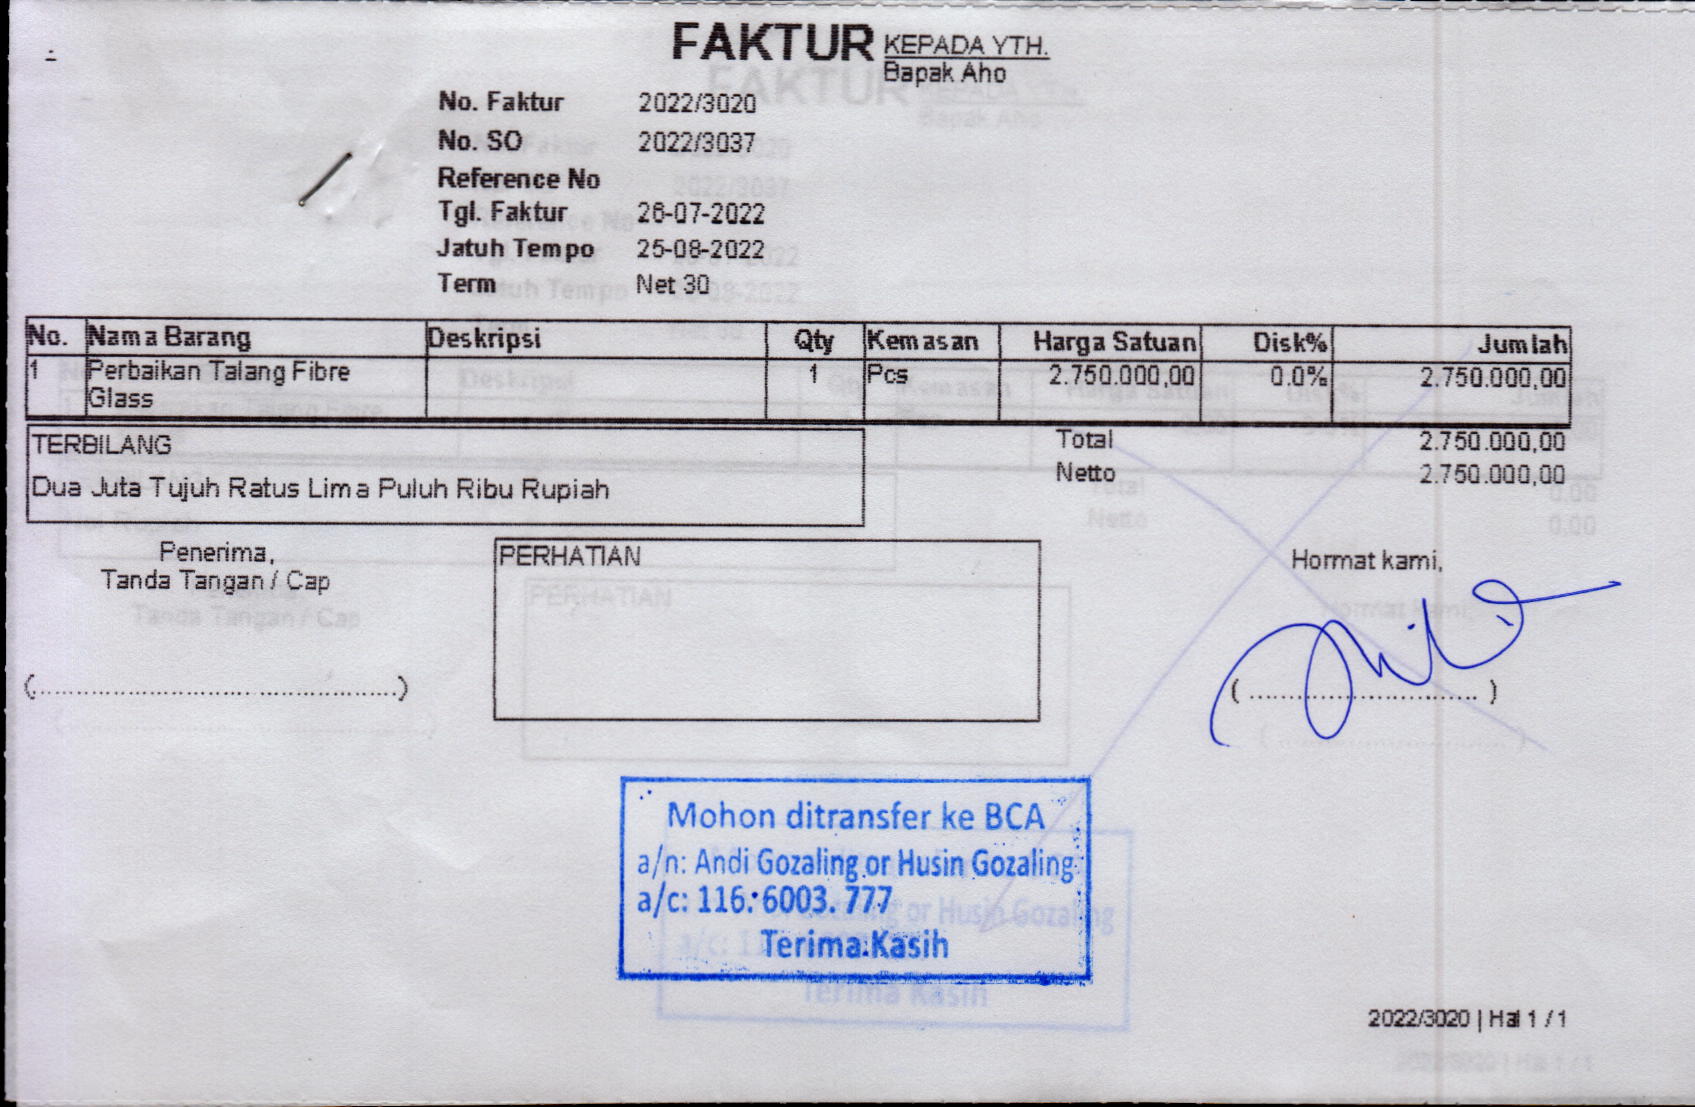 FAKTUR KEPADA YTH.
Bapak Aho
No. Faktur 2022/3020
No. SO 2022/3037
Reference No
Tgl. Faktur 26-07-2022
Jatuh Tempo 25-08-2022
Term Net 30
No. Nama Barang Deskripsi Qty Kemasan Harga Satuan Disk% Jumlah
1 Perbaikan Talang Fibre 1 Pcs 2.750.000,00 0.0% 2.750.000,00
Glass
TERBILANG Total 2.750.000,00
Netto 2.750.000,00
Dua Juta Tujuh Ratus Lima Puluh Ribu Rupiah
Penerima, PERHATIAN Hormat kami,
Tanda Tangan / Cap
Mohon ditransfer ke BCA
a/n: Andi Gozaling or Husin Gozaling
a/c: 116. 6003. 777
Terima Kasih
2022/3020 | Hal 1 / 1